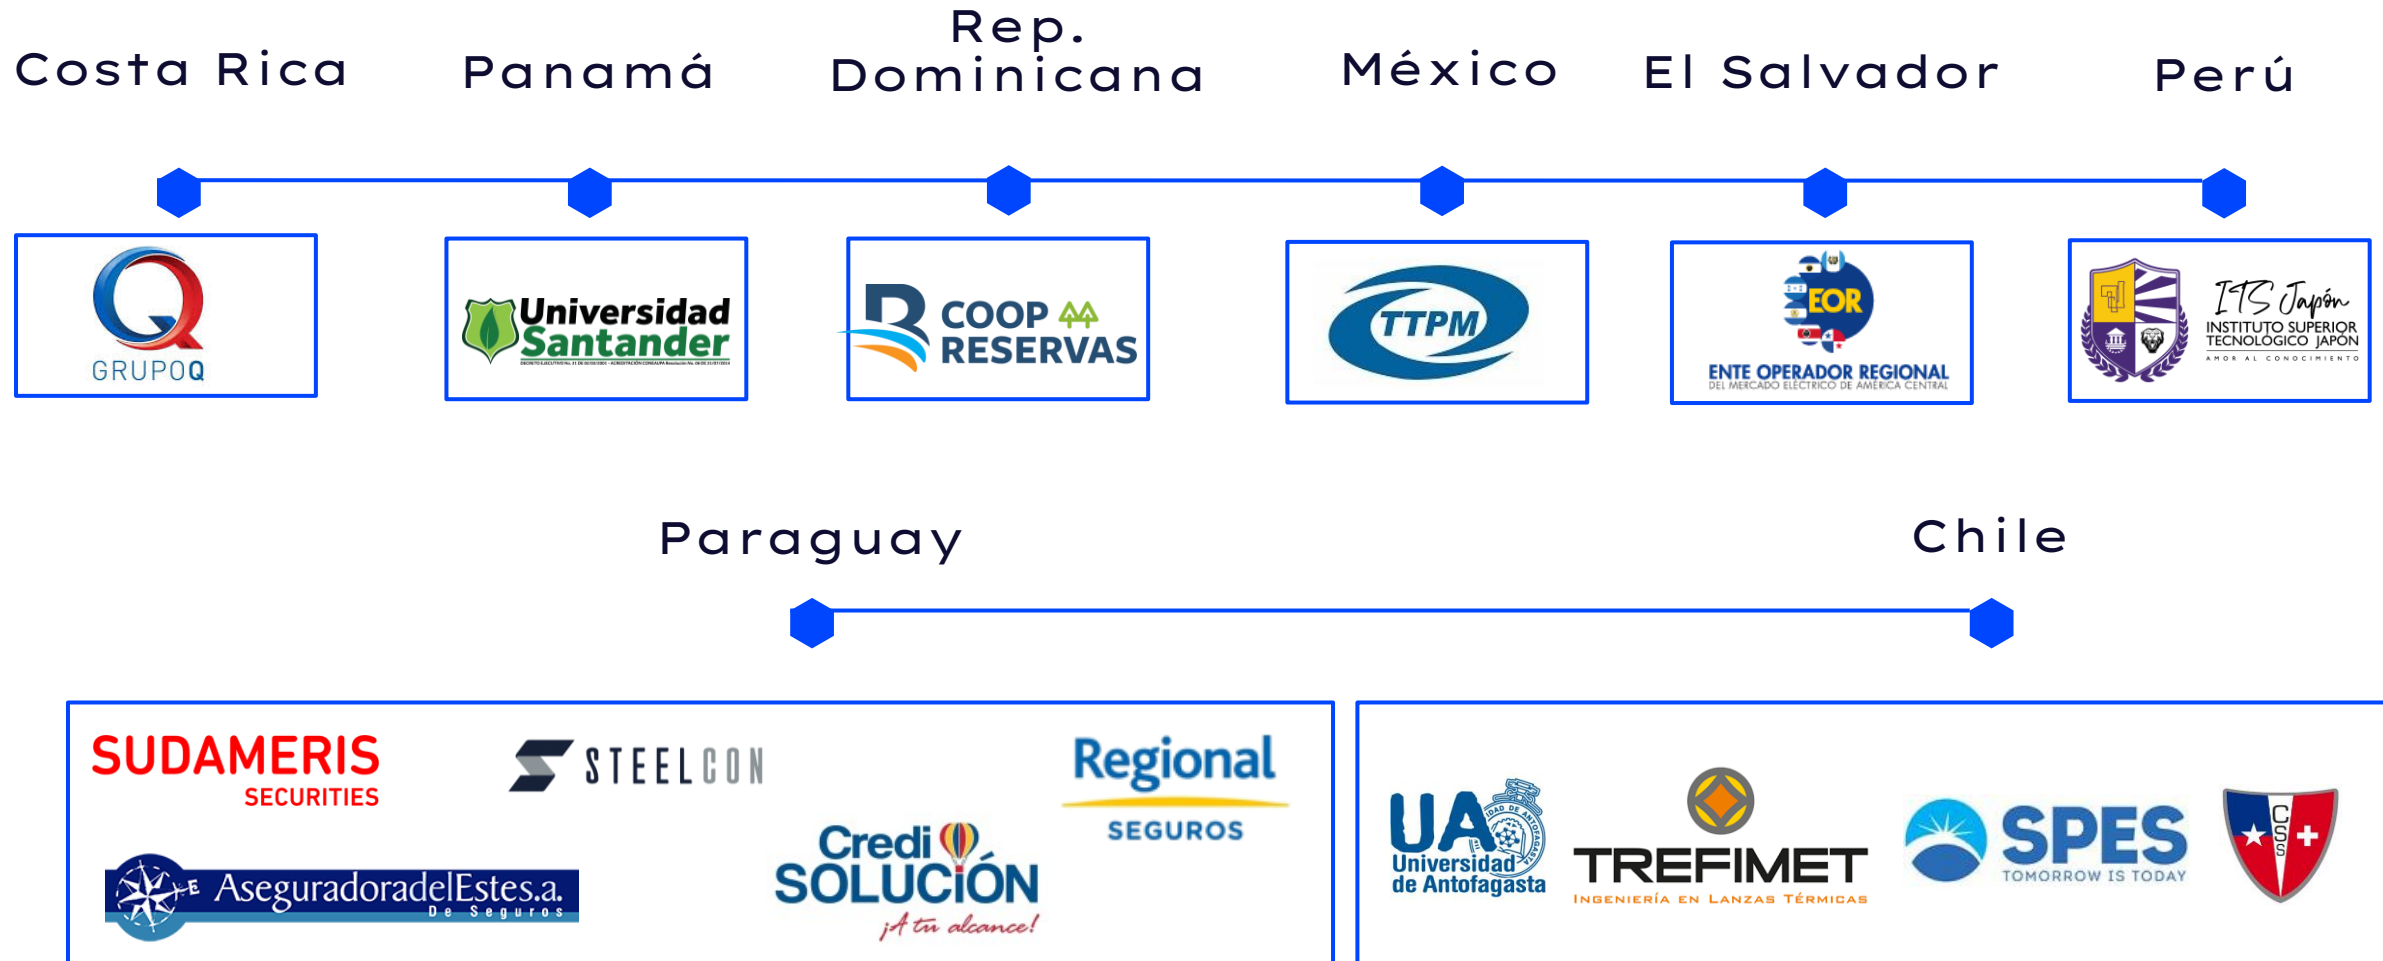 Costa Rica
Panamá
Rep.
Dominicana
México
El Salvador
Perú
GRUPOQ
Universidad
Santander
COOP
RESERVAS
TTPM
EOR
ENTE OPERADOR REGIONAL
DEL MERCADO ELÉCTRICO DE AMÉRICA CENTRAL
ITS Japón
INSTITUTO SUPERIOR
TECNOLÓGICO JAPÓN
AMOR AL CONOCIMIENTO
Paraguay
Chile
SUDAMERIS
SECURITIES
STEELCON
Regional
SEGUROS
E AseguradoradelEstes.a.
De Seguros
Credi
SOLUCIÓN
¡A tu alcance!
UA
Universidad
de Antofagasta
TREFIMET
INGENIERÍA EN LANZAS TÉRMICAS
SPES
TOMORROW IS TODAY
CSS